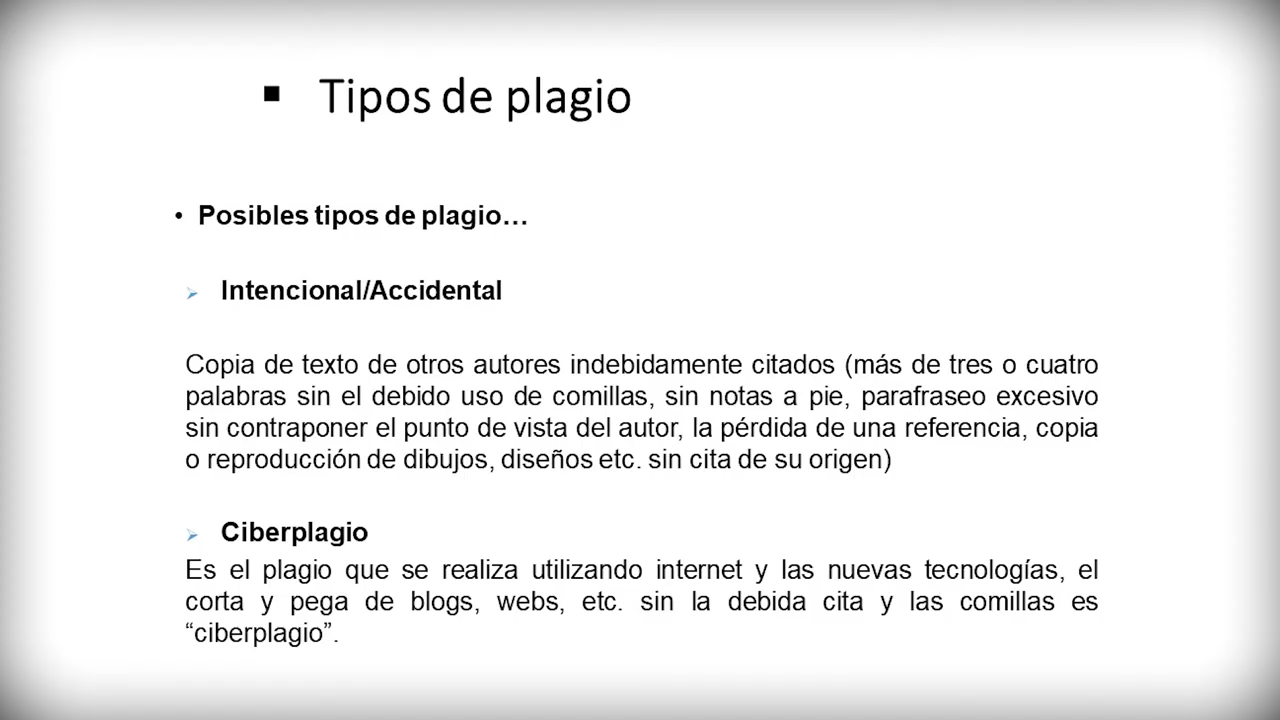 ▪ Tipos de plagio
• Posibles tipos de plagio…
➢ Intencional/Accidental
Copia de texto de otros autores indebidamente citados (más de tres o cuatro
palabras sin el debido uso de comillas, sin notas a pie, parafraseo excesivo
sin contraponer el punto de vista del autor, la pérdida de una referencia, copia
o reproducción de dibujos, diseños etc. sin cita de su origen)
➢ Ciberplagio
Es el plagio que se realiza utilizando internet y las nuevas tecnologías, el
corta y pega de blogs, webs, etc. sin la debida cita y las comillas es
“ciberplagio”.